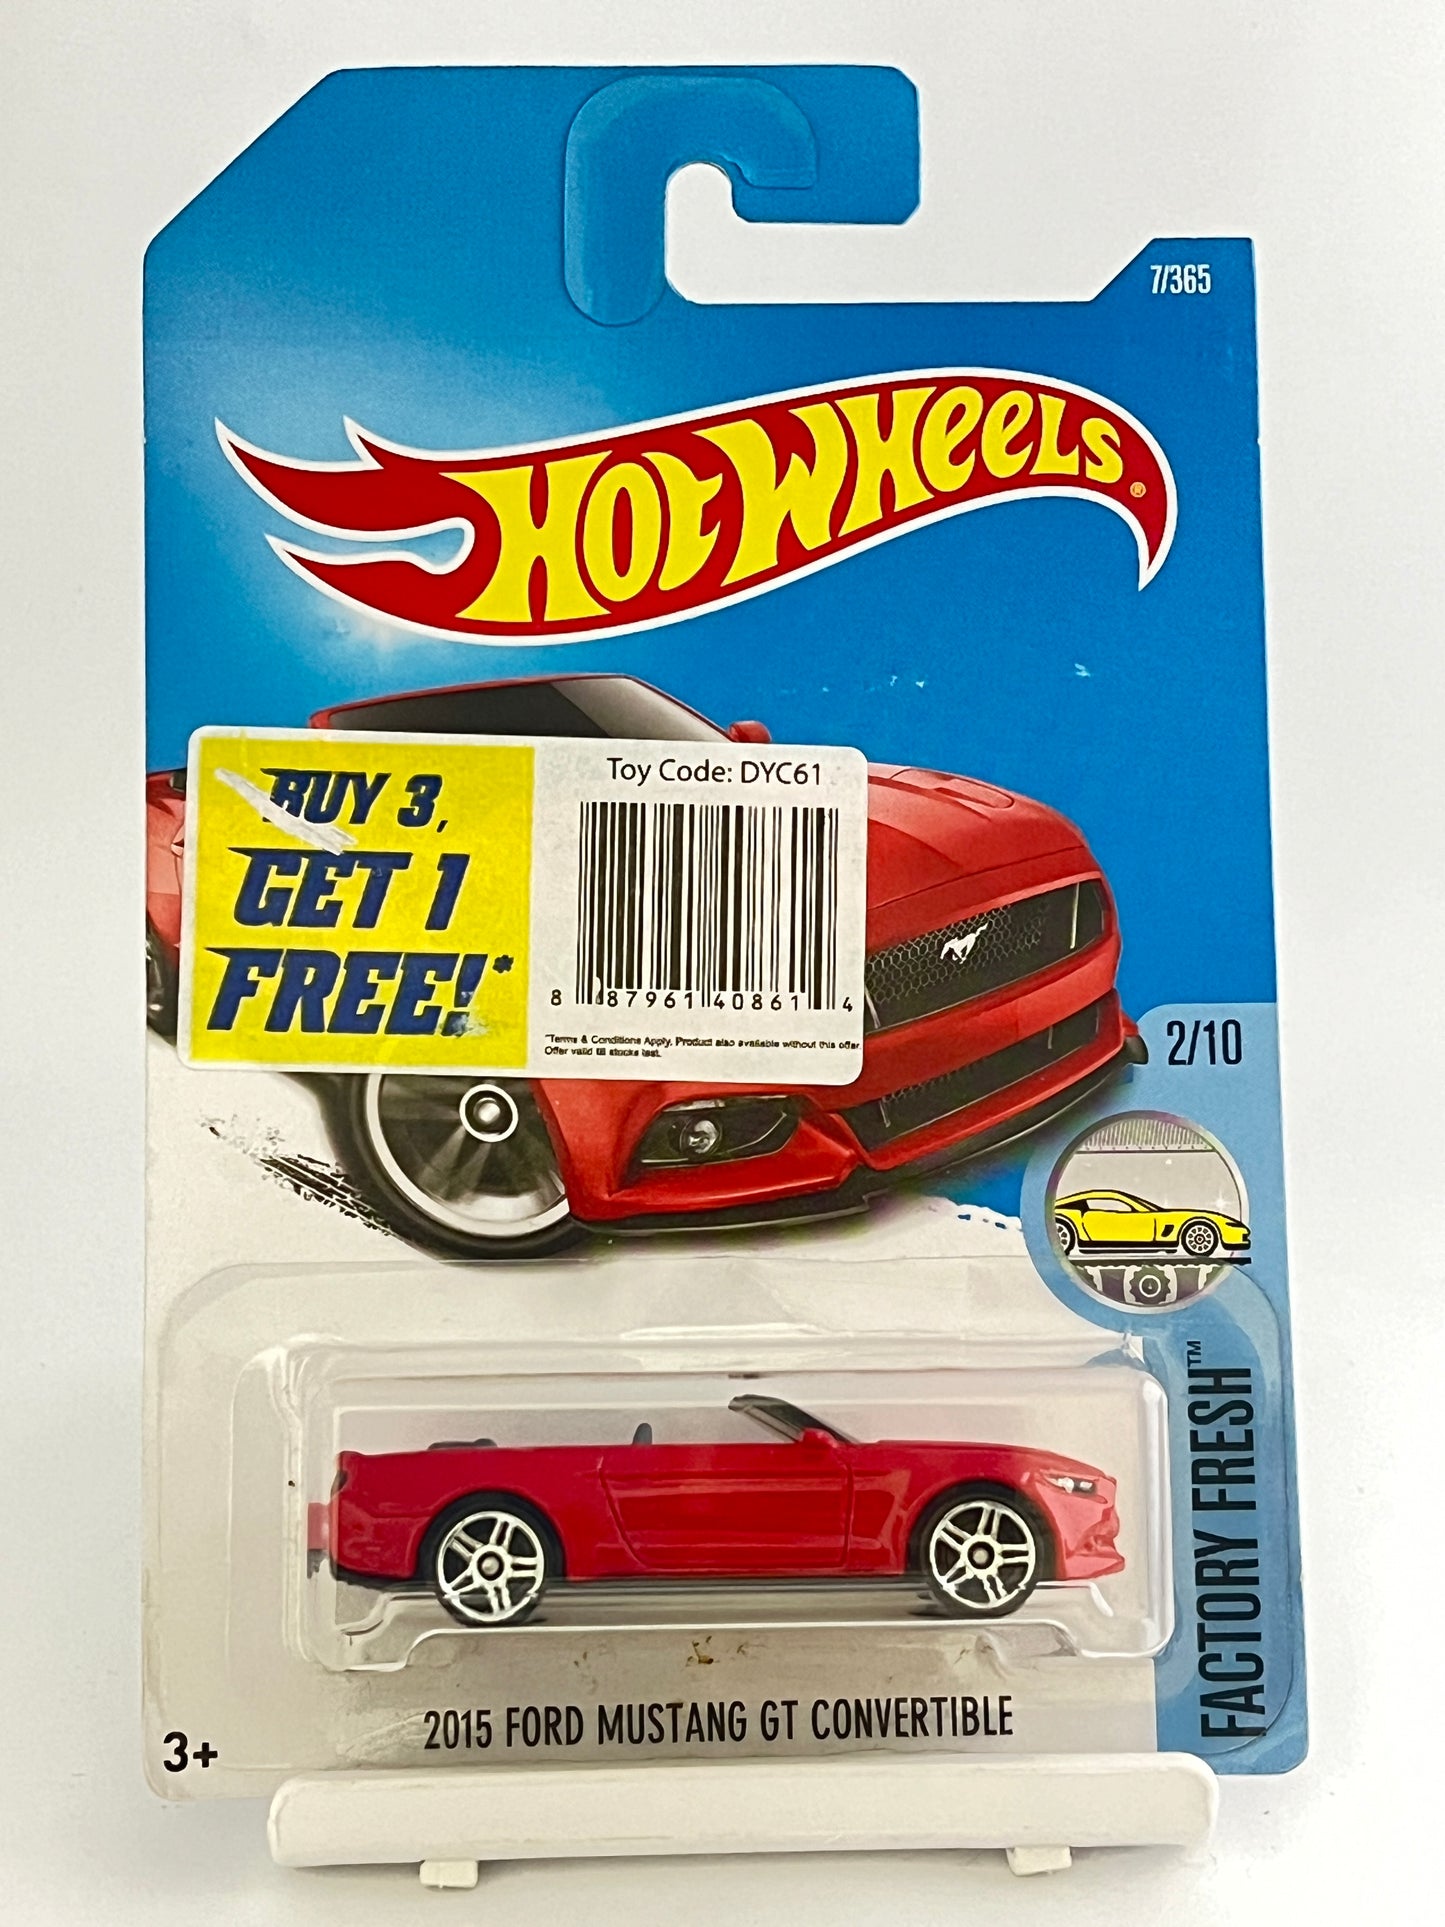 7/365
HOT WHEELS®
BUY 3,
GET 1
FREE!*
Toy Code: DYC61
8 87961 40861 4
*Terms & Conditions Apply. Product also available without this offer.
Offer valid till stocks last.
2/10
FACTORY FRESH™
2015 FORD MUSTANG GT CONVERTIBLE
3+